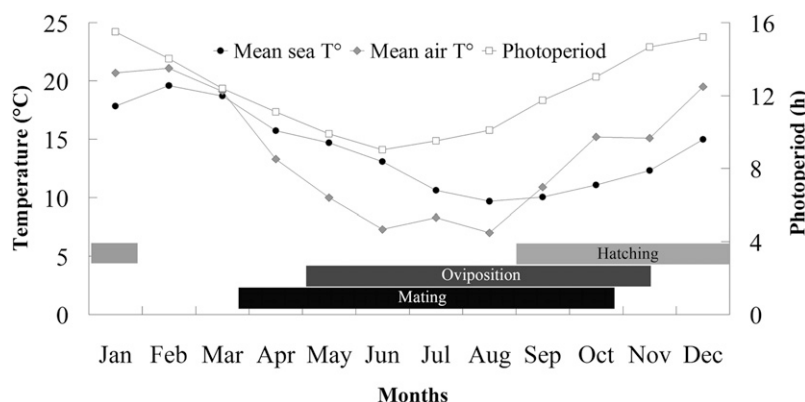 25
20
15
10
5
0
Temperature (°C)
Mean sea T°
Mean air T°
Photoperiod
16
12
8
4
0
Photoperiod (h)
Hatching
Oviposition
Mating
Jan Feb Mar Apr May Jun Jul Aug Sep Oct Nov Dec
Months